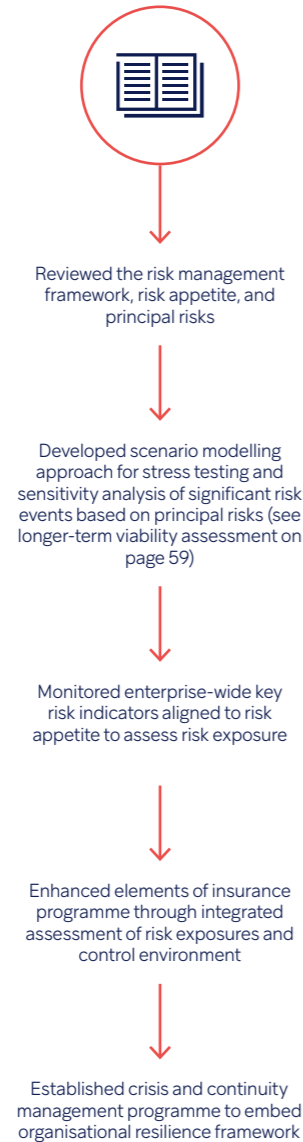 Reviewed the risk management
framework, risk appetite, and
principal risks
Developed scenario modelling
approach for stress testing and
sensitivity analysis of significant risk
events based on principal risks (see
longer-term viability assessment on
page 59)
Monitored enterprise-wide key
risk indicators aligned to risk
appetite to assess risk exposure
Enhanced elements of insurance
programme through integrated
assessment of risk exposures and
control environment
Established crisis and continuity
management programme to embed
organisational resilience framework